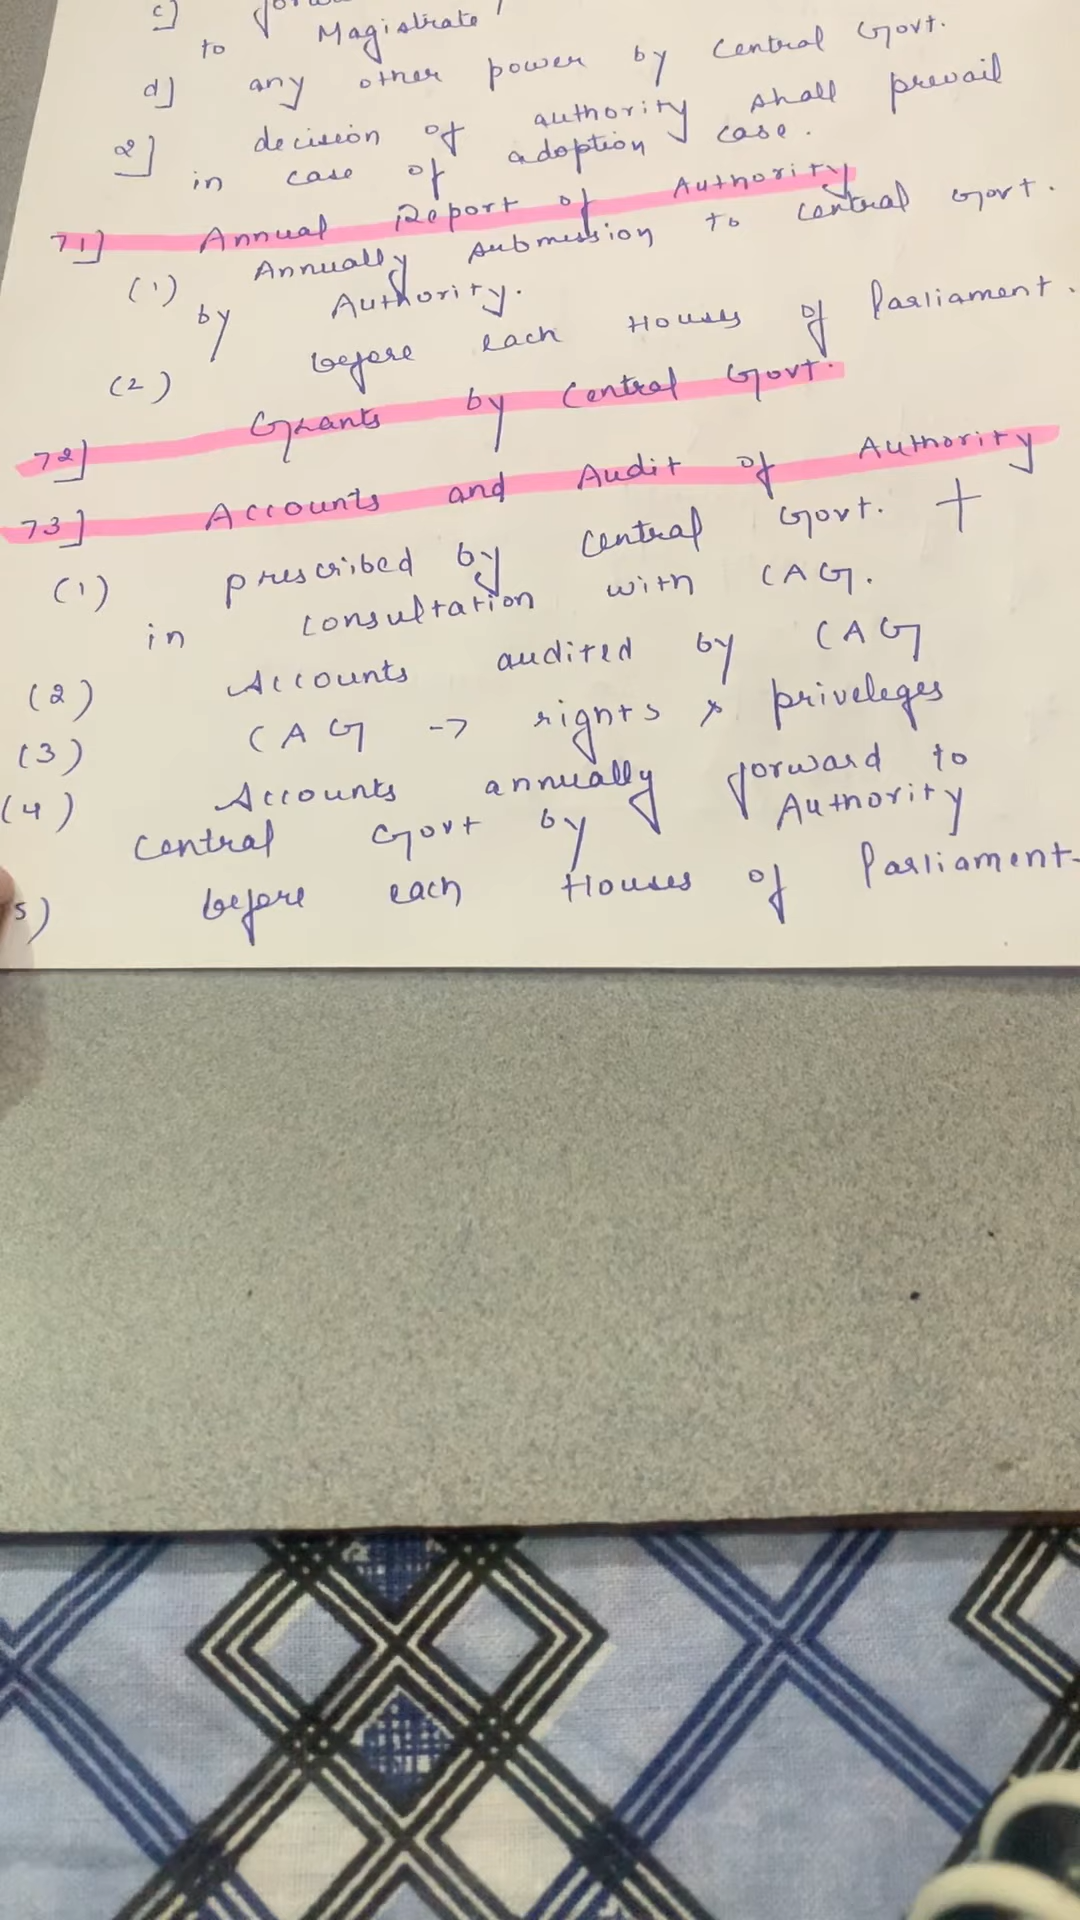 c]
to Magistrate
d] any other power by Central Govt.
2] decision of authority shall prevail
in case of adoption case.
71] Annual Report of Authority
(1) Annually submission to central Govt.
by Authority.
(2) before each Houses of Parliament.
72] Grants by Central Govt.
73] Accounts and Audit of Authority
(1) prescribed by Central Govt. +
in consultation with CAG.
(2) Accounts audited by CAG
(3) CAG -> rights & priveleges
(4) Accounts annually forward to
Central Govt by Authority
5) before each Houses of Parliament